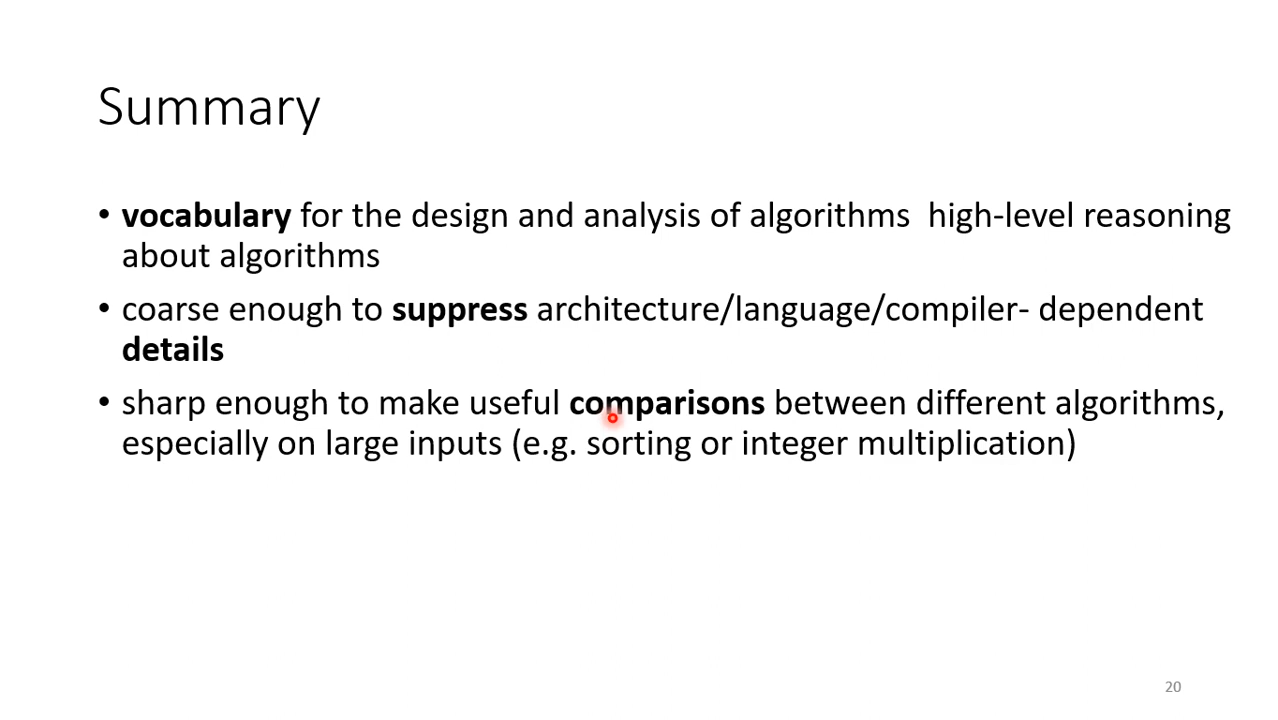 Summary
• vocabulary for the design and analysis of algorithms  high-level reasoning
about algorithms
• coarse enough to suppress architecture/language/compiler- dependent
details
• sharp enough to make useful comparisons between different algorithms,
especially on large inputs (e.g. sorting or integer multiplication)
20